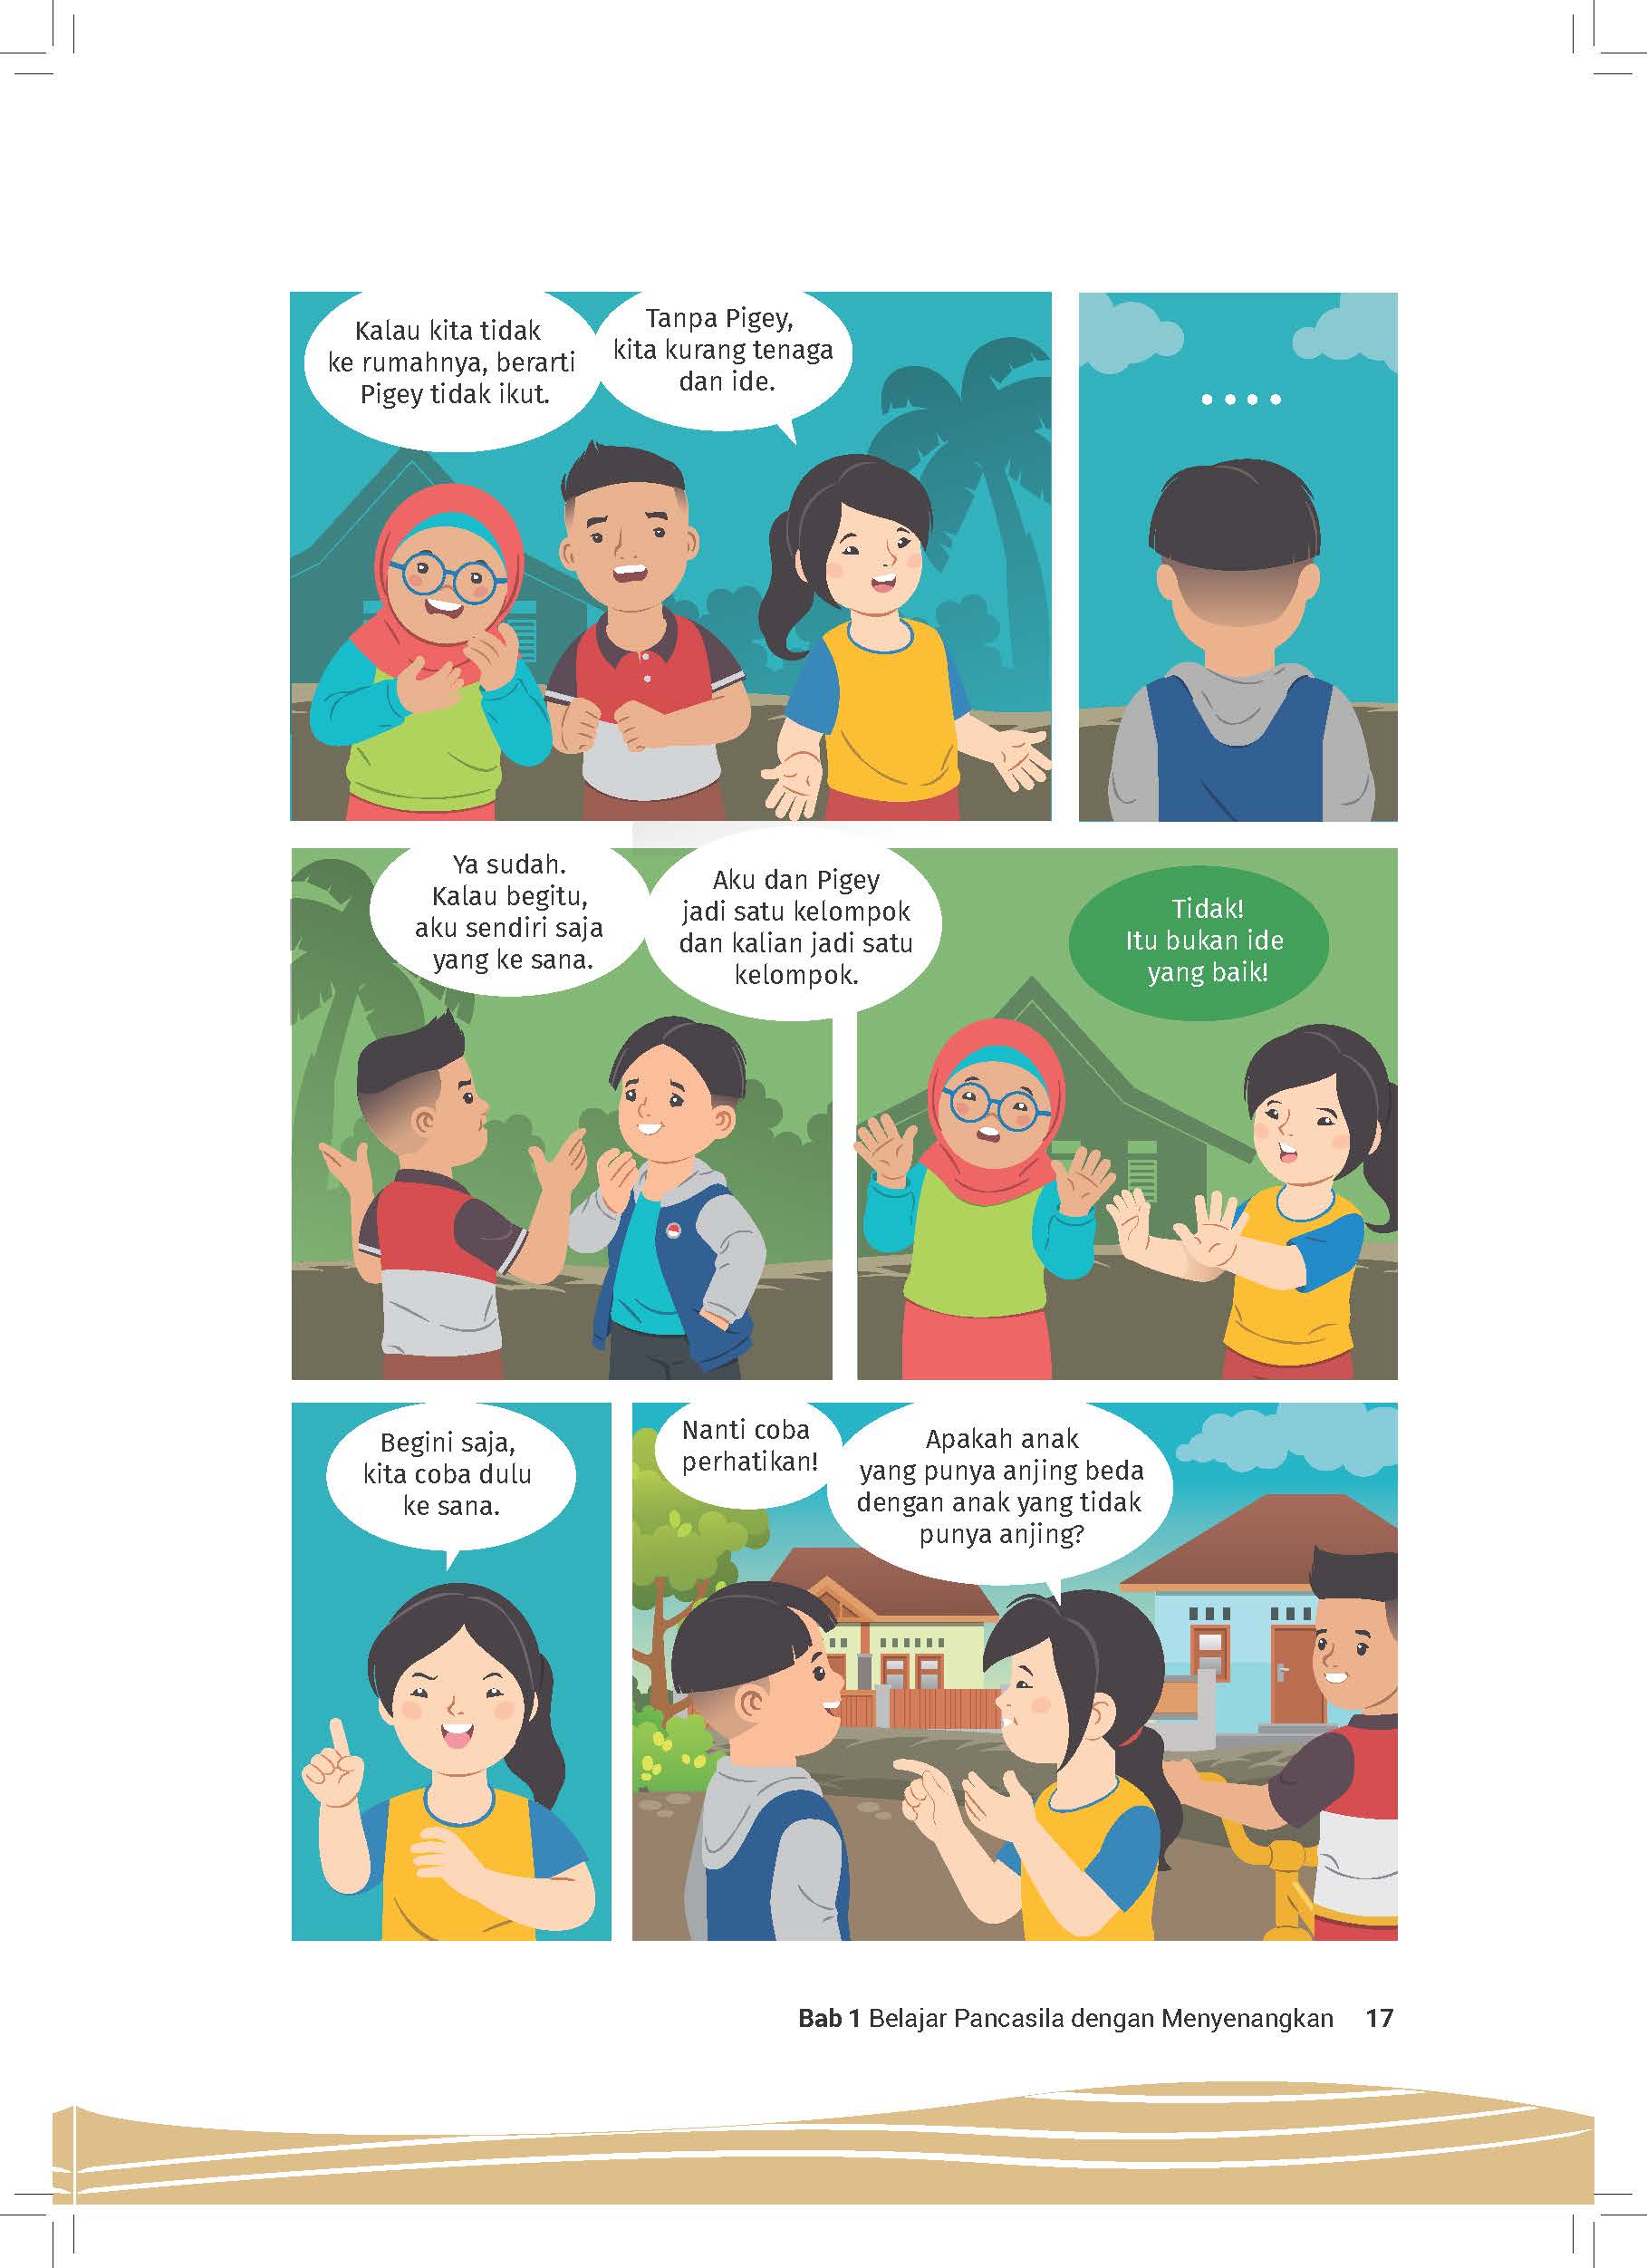 Kalau kita tidak
ke rumahnya, berarti
Pigey tidak ikut.
Tanpa Pigey,
kita kurang tenaga
dan ide.
....
Ya sudah.
Kalau begitu,
aku sendiri saja
yang ke sana.
Aku dan Pigey
jadi satu kelompok
dan kalian jadi satu
kelompok.
Tidak!
Itu bukan ide
yang baik!
Begini saja,
kita coba dulu
ke sana.
Nanti coba
perhatikan!
Apakah anak
yang punya anjing beda
dengan anak yang tidak
punya anjing?
Bab 1 Belajar Pancasila dengan Menyenangkan 17